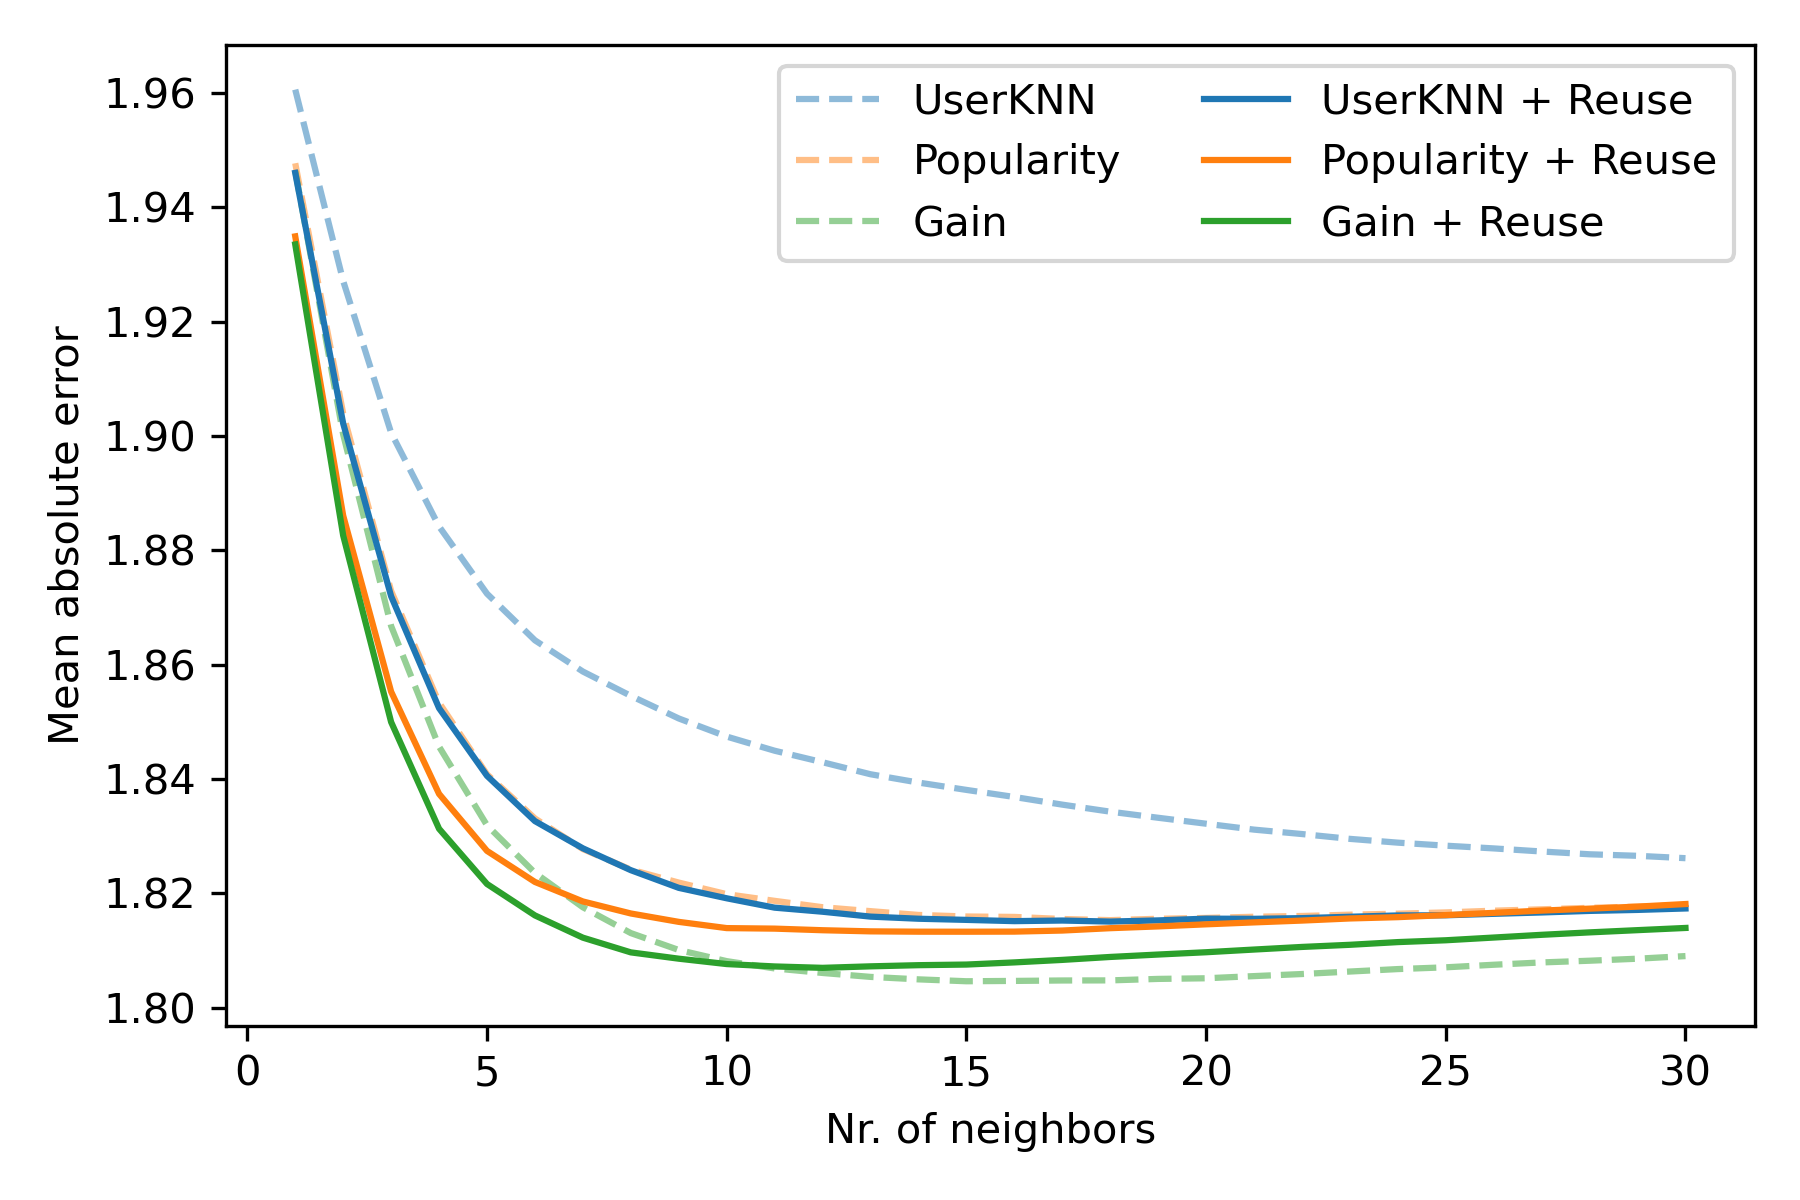 1.96
1.94
1.92
1.90
1.88
1.86
1.84
1.82
1.80
Mean absolute error
UserKNN
Popularity
Gain
UserKNN + Reuse
Popularity + Reuse
Gain + Reuse
0 5 10 15 20 25 30
Nr. of neighbors